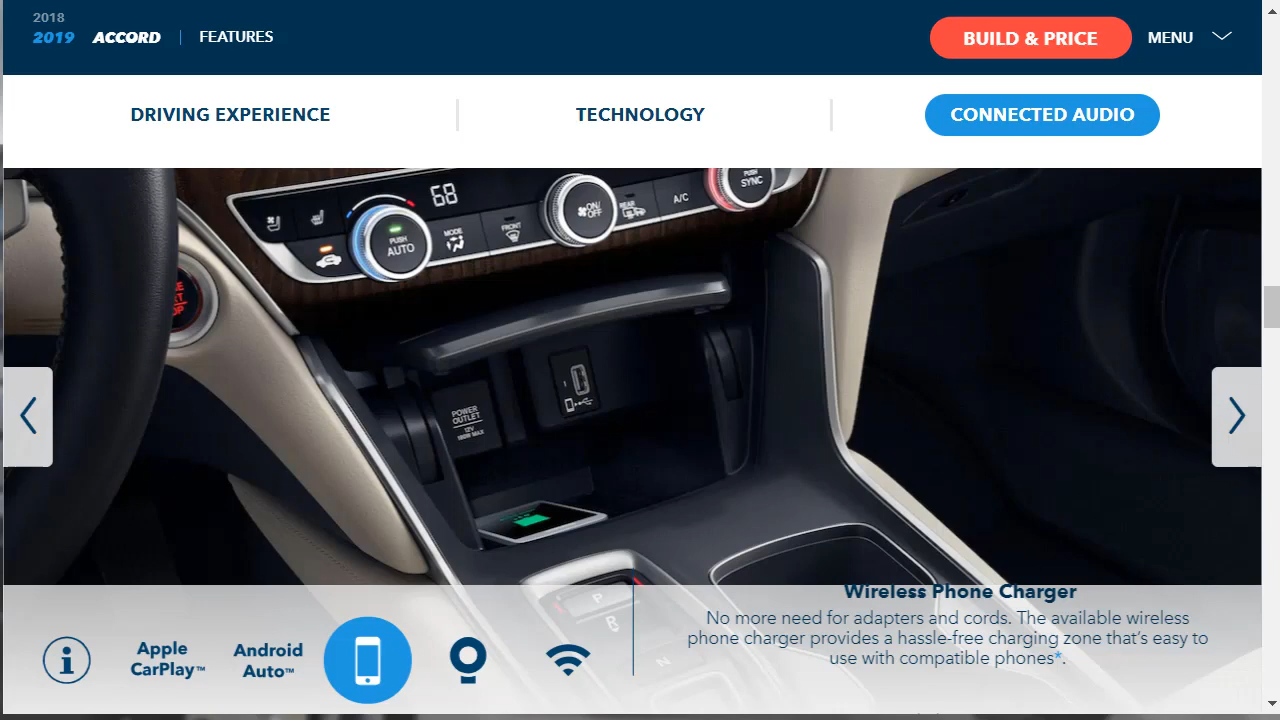 2018
2019 ACCORD | FEATURES
BUILD & PRICE
MENU
DRIVING EXPERIENCE
TECHNOLOGY
CONNECTED AUDIO
68
PUSH
SYNC
ON/
OFF
REAR
A/C
PUSH
AUTO
MODE
FRONT
POWER
OUTLET
12V
180W MAX
P
R
N
Apple
CarPlay™
Android
Auto™
Wireless Phone Charger
No more need for adapters and cords. The available wireless
phone charger provides a hassle-free charging zone that's easy to
use with compatible phones*.